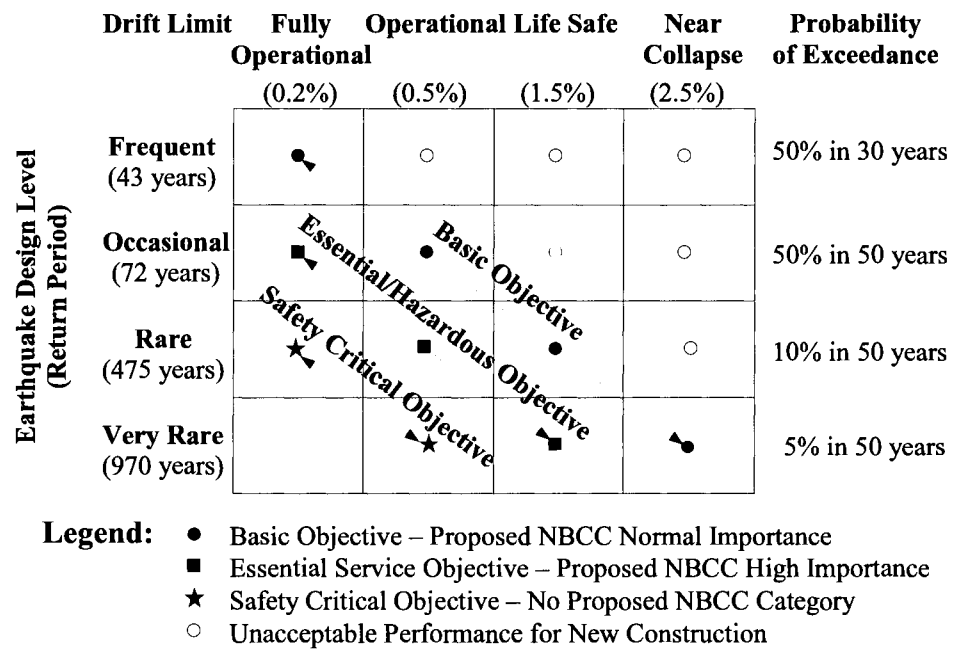 Drift Limit Fully Operational Life Safe Near Probability
Operational Collapse of Exceedance
(0.2%) (0.5%) (1.5%) (2.5%)
Earthquake Design Level
(Return Period)
Frequent
(43 years)
50% in 30 years
Occasional
(72 years)
50% in 50 years
Rare
(475 years)
10% in 50 years
Very Rare
(970 years)
5% in 50 years
Basic Objective
Essential/Hazardous Objective
Safety Critical Objective
Legend:
Basic Objective – Proposed NBCC Normal Importance
Essential Service Objective – Proposed NBCC High Importance
Safety Critical Objective – No Proposed NBCC Category
Unacceptable Performance for New Construction